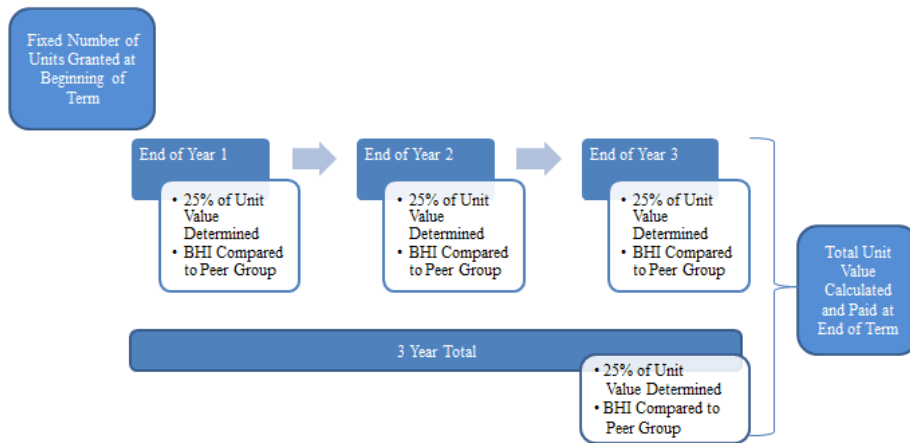 Fixed Number of
Units Granted at
Beginning of
Term
End of Year 1
• 25% of Unit
Value
Determined
• BHI Compared
to Peer Group
End of Year 2
• 25% of Unit
Value
Determined
• BHI Compared
to Peer Group
End of Year 3
• 25% of Unit
Value
Determined
• BHI Compared
to Peer Group
Total Unit
Value
Calculated
and Paid at
End of Term
3 Year Total
• 25% of Unit
Value Determined
• BHI Compared to
Peer Group